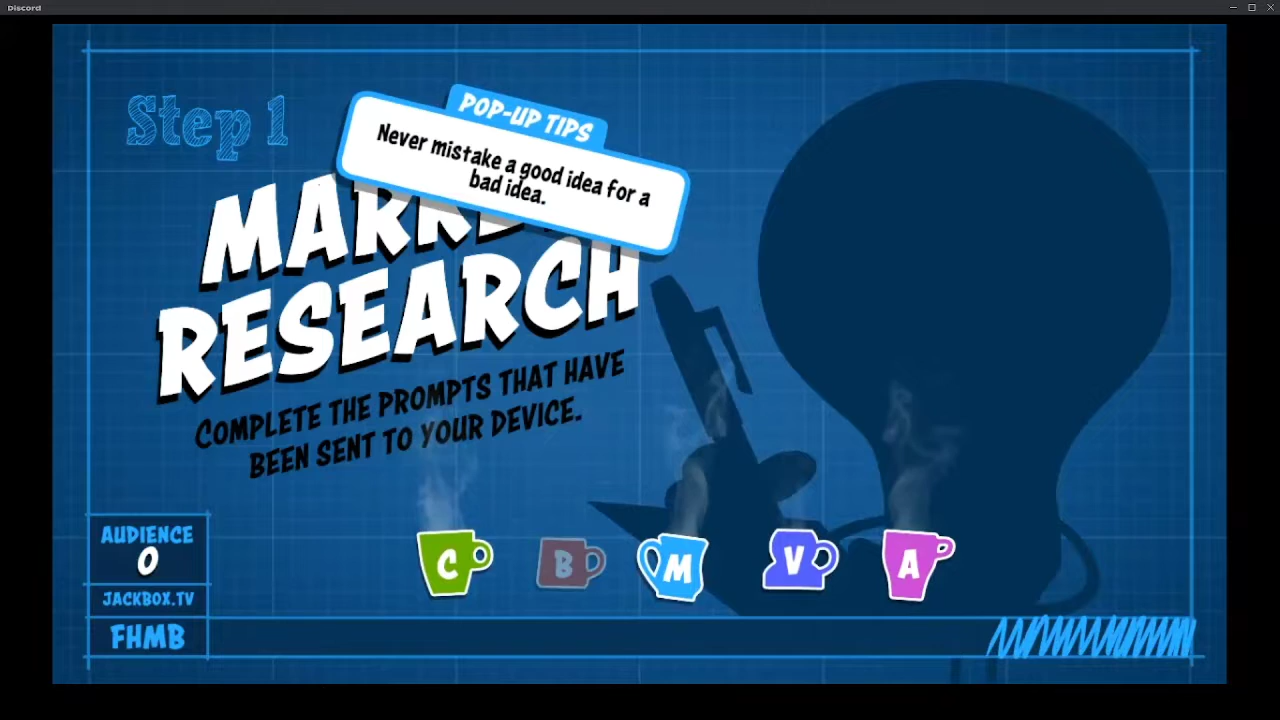 Discord
Step 1
POP-UP TIPS
Never mistake a good idea for a
bad idea.
RESEARCH
COMPLETE THE PROMPTS THAT HAVE
BEEN SENT TO YOUR DEVICE.
C
B
M
V
A
AUDIENCE
0
JACKBOX.TV
FHMB